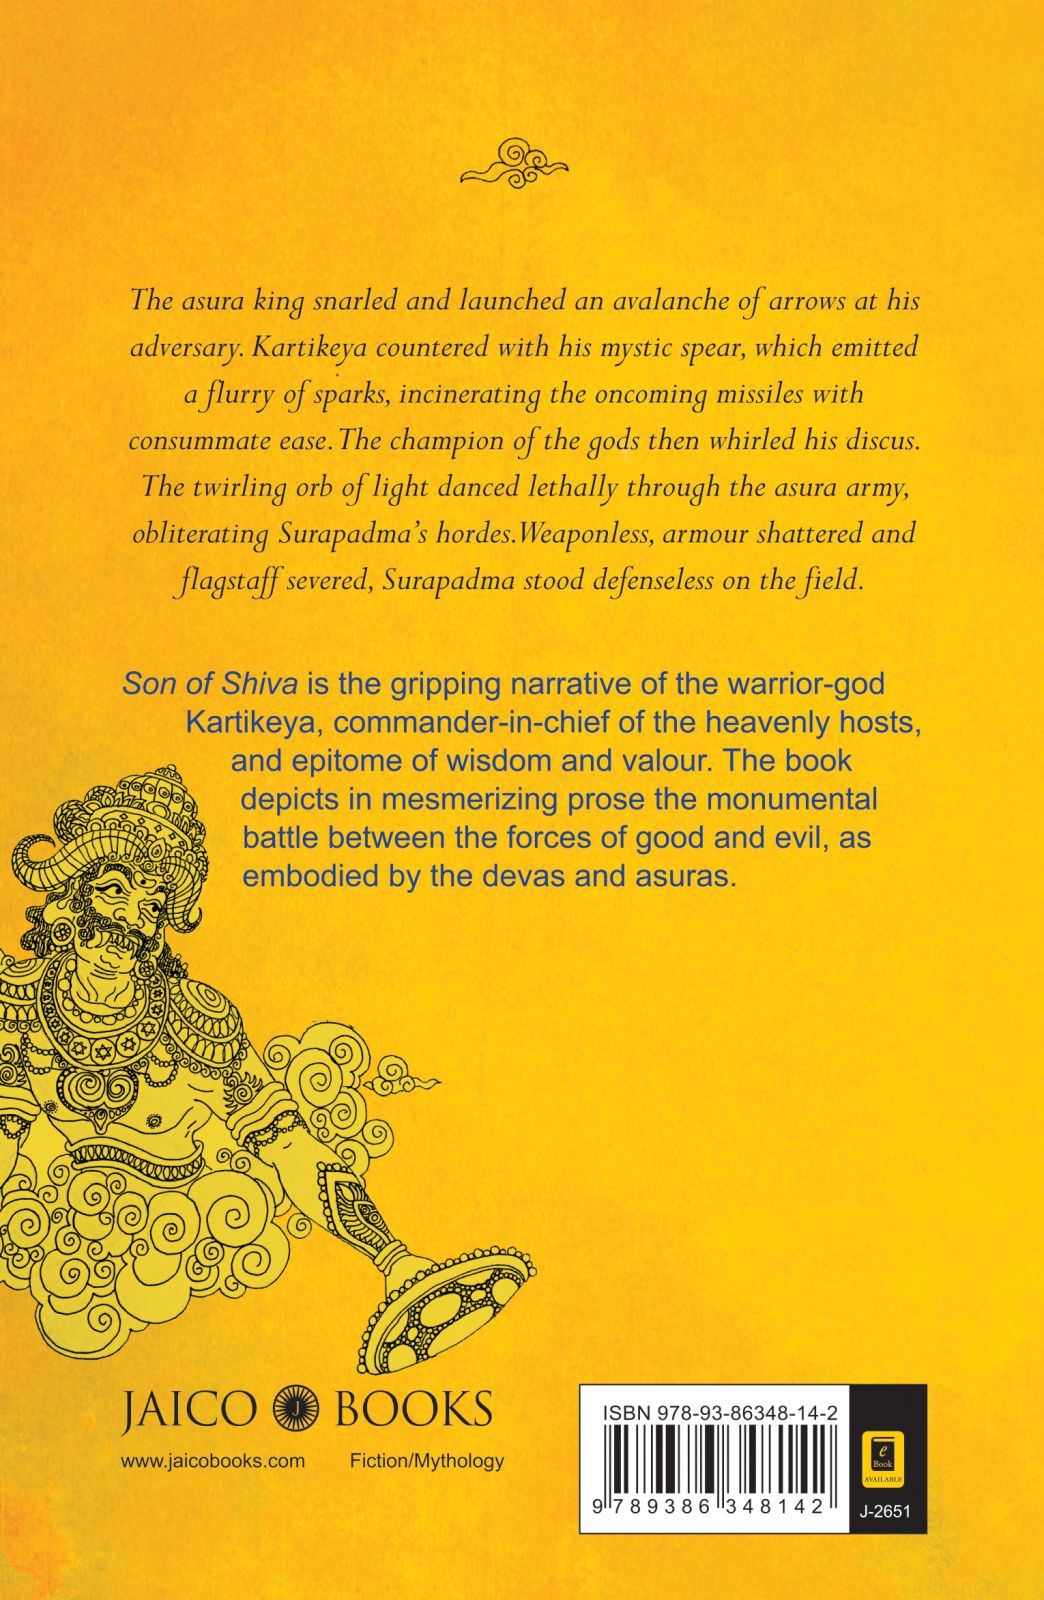 The asura king snarled and launched an avalanche of arrows at his
adversary. Kartikeya countered with his mystic spear, which emitted
a flurry of sparks, incinerating the oncoming missiles with
consummate ease. The champion of the gods then whirled his discus.
The twirling orb of light danced lethally through the asura army,
obliterating Surapadma's hordes. Weaponless, armour shattered and
flagstaff severed, Surapadma stood defenseless on the field.
Son of Shiva is the gripping narrative of the warrior-god
Kartikeya, commander-in-chief of the heavenly hosts,
and epitome of wisdom and valour. The book
depicts in mesmerizing prose the monumental
battle between the forces of good and evil, as
embodied by the devas and asuras.
JAICO J BOOKS
www.jaicobooks.com Fiction/Mythology
ISBN 978-93-86348-14-2
9 789386 348142
e
Book
AVAILABLE
J-2651